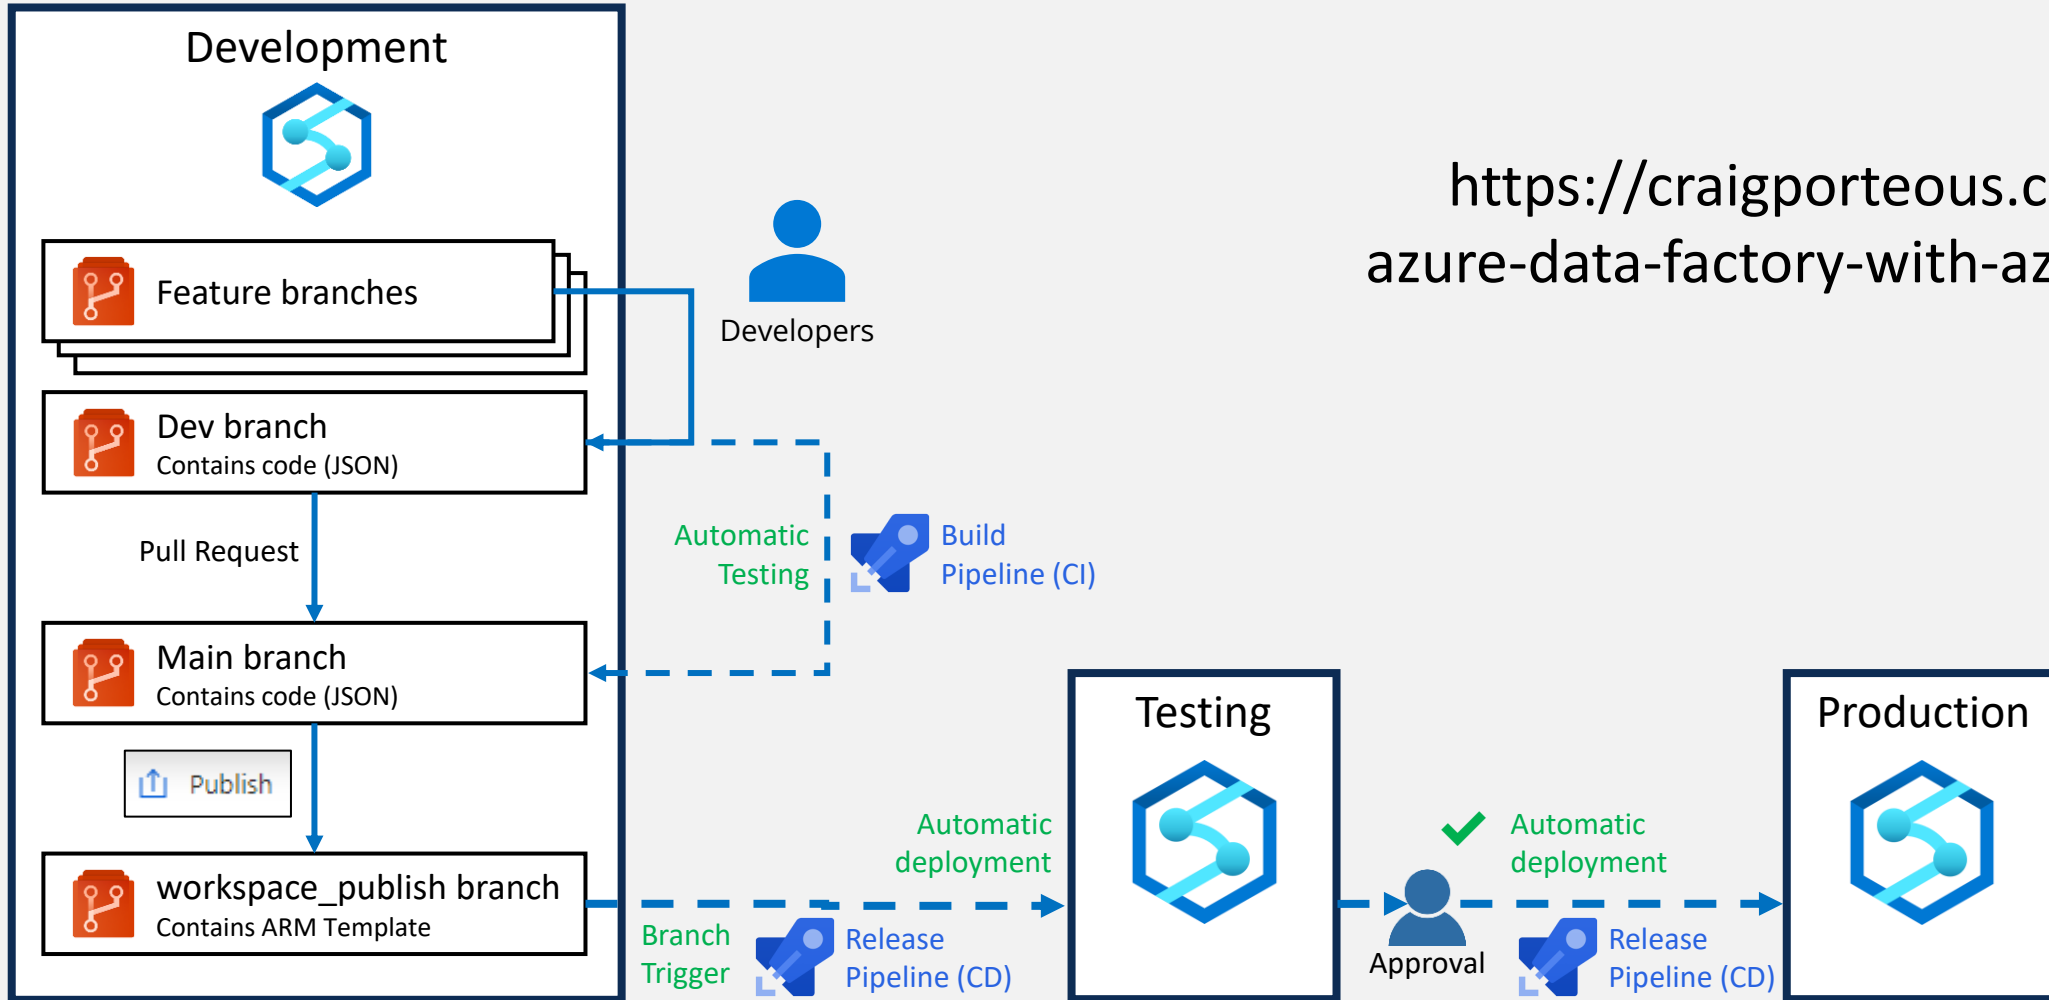 Development
Feature branches
Developers
https://craigporteous.c
azure-data-factory-with-az
Dev branch
Contains code (JSON)
Pull Request
Automatic
Testing
Build
Pipeline (CI)
Main branch
Contains code (JSON)
Publish
workspace_publish branch
Contains ARM Template
Branch
Trigger
Release
Pipeline (CD)
Automatic
deployment
Testing
Approval
Automatic
deployment
Release
Pipeline (CD)
Production